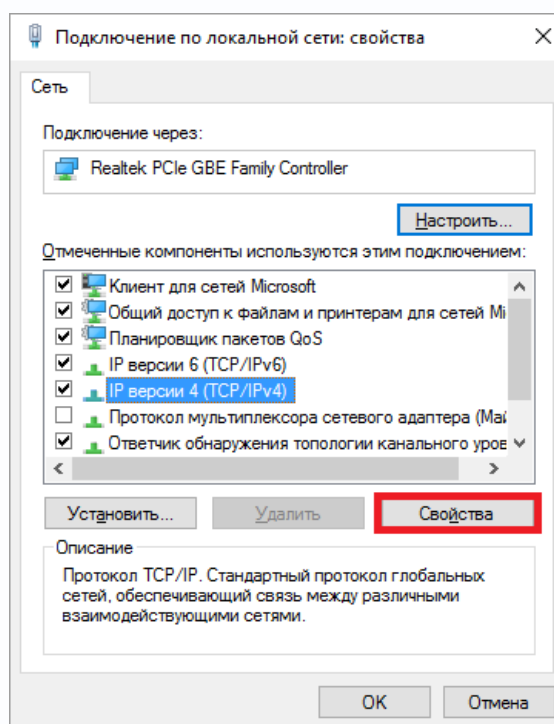 Подключение по локальной сети: свойства
Сеть
Подключение через:
Realtek PCIe GBE Family Controller
Настроить...
Отмеченные компоненты используются этим подключением:
Клиент для сетей Microsoft
Общий доступ к файлам и принтерам для сетей Mi
Планировщик пакетов QoS
IP версии 6 (TCP/IPv6)
IP версии 4 (TCP/IPv4)
Протокол мультиплексора сетевого адаптера (Май
Ответчик обнаружения топологии канального уров
Установить... Удалить Свойства
Описание
Протокол TCP/IP. Стандартный протокол глобальных
сетей, обеспечивающий связь между различными
взаимодействующими сетями.
OK Отмена